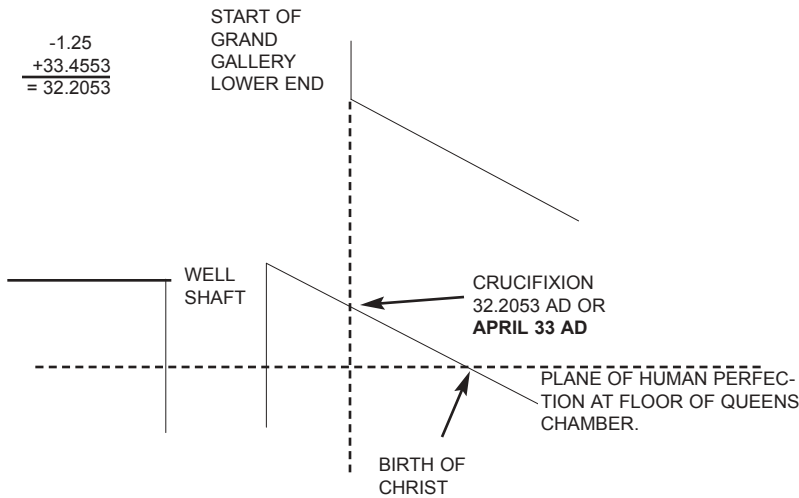 START OF
GRAND
GALLERY
LOWER END
-1.25
+33.4553
= 32.2053
WELL
SHAFT
CRUCIFIXION
32.2053 AD OR
APRIL 33 AD
PLANE OF HUMAN PERFEC-
TION AT FLOOR OF QUEENS
CHAMBER.
BIRTH OF
CHRIST